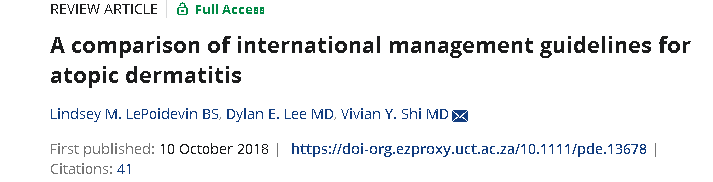 REVIEW ARTICLE | Full Access
A comparison of international management guidelines for
atopic dermatitis
Lindsey M. LePoidevin BS, Dylan E. Lee MD, Vivian Y. Shi MD
First published: 10 October 2018 | https://doi-org.ezproxy.uct.ac.za/10.1111/pde.13678 |
Citations: 41